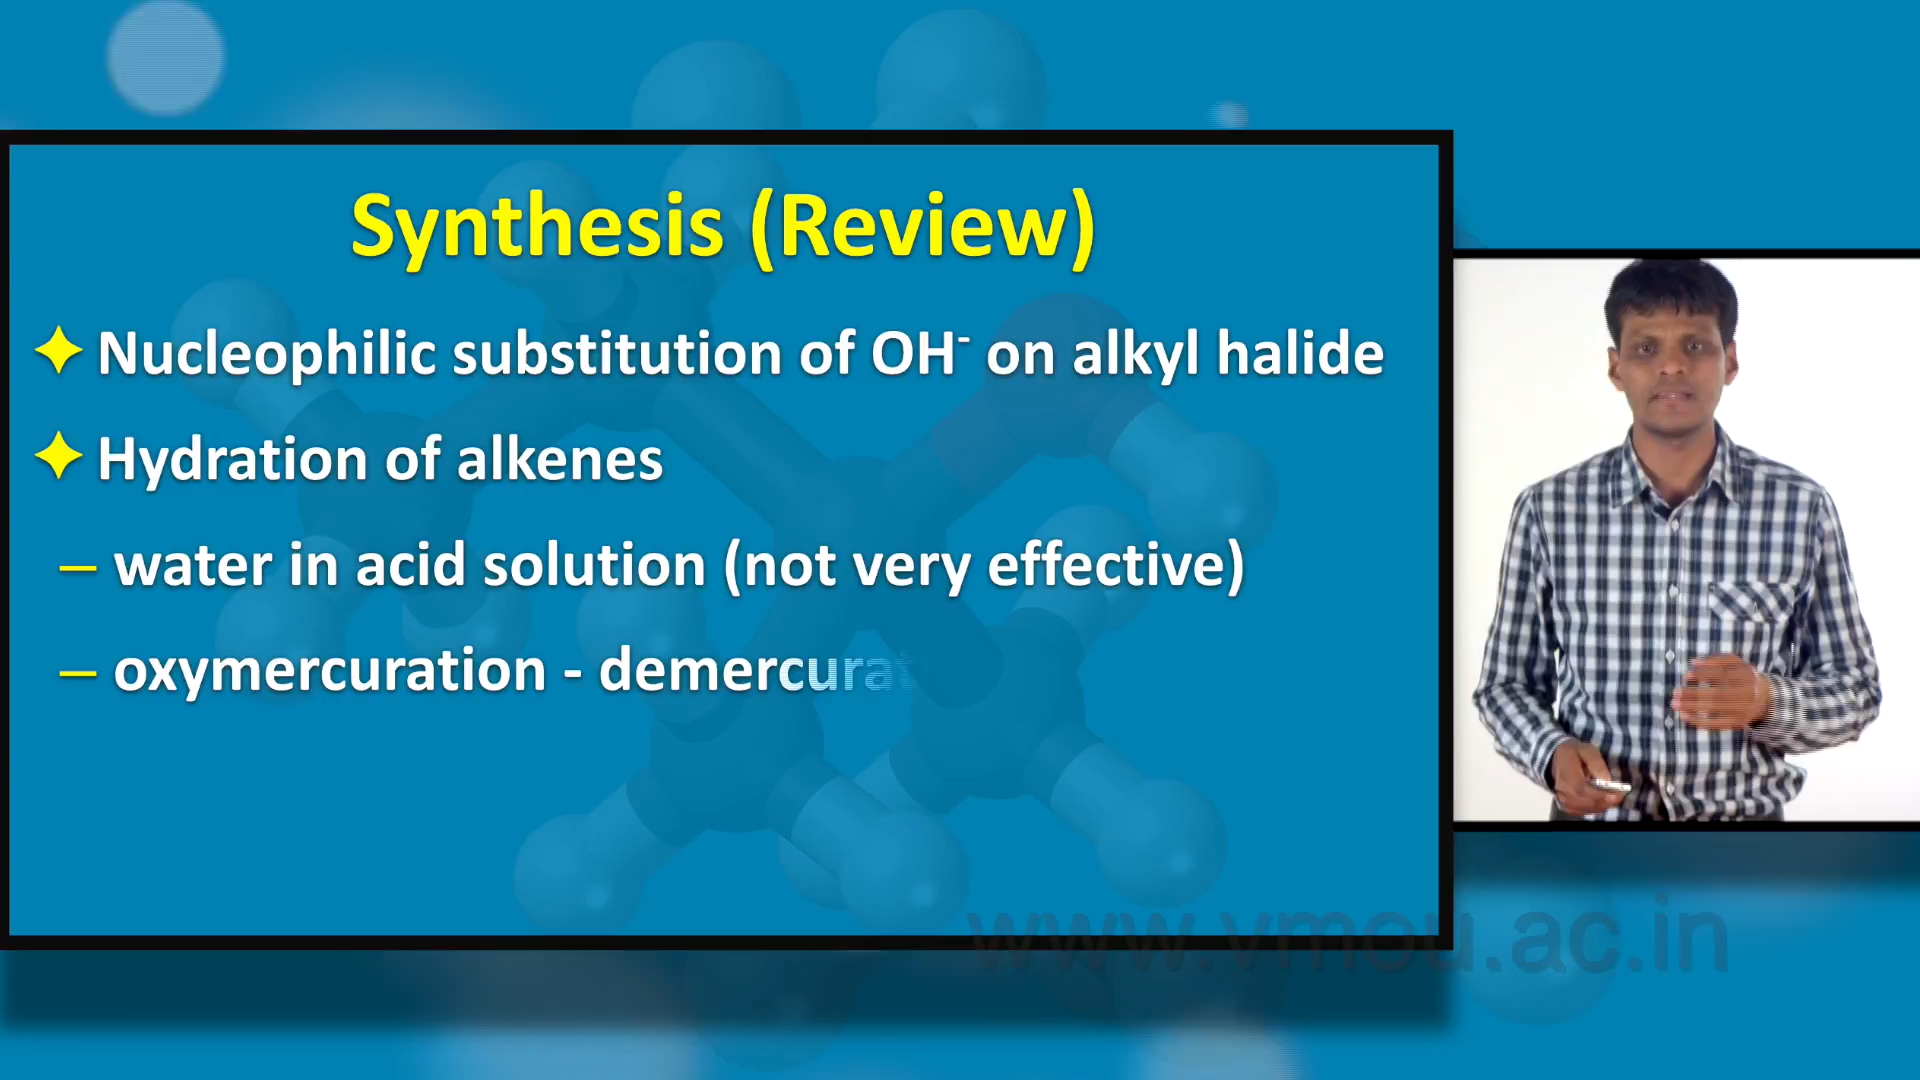 Synthesis (Review)
Nucleophilic substitution of OH⁻ on alkyl halide
Hydration of alkenes
– water in acid solution (not very effective)
– oxymercuration - demercurat
www.vmou.ac.in